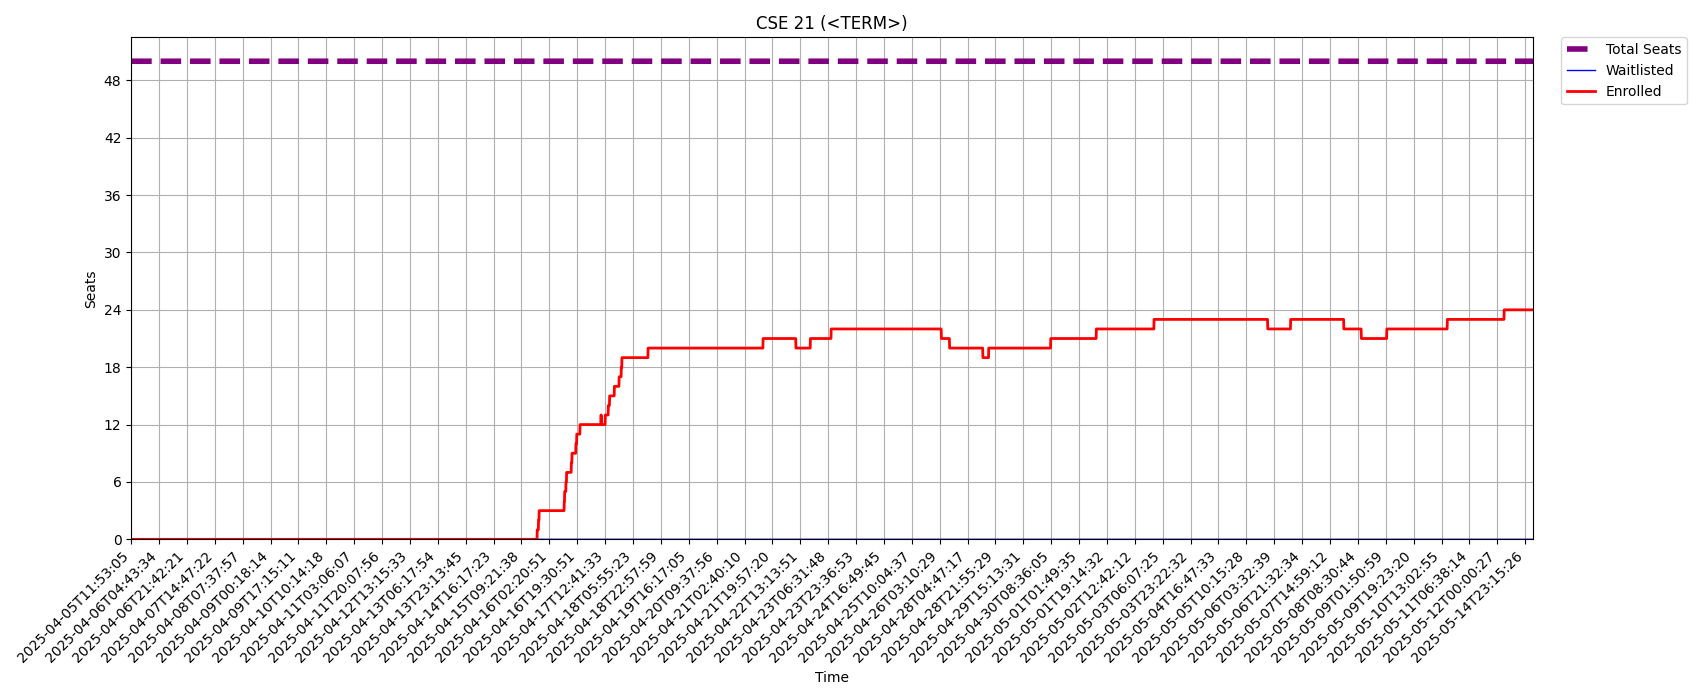 CSE 21 (<TERM>)
Total Seats
Waitlisted
Enrolled
48
42
36
30
24
18
12
6
0
Seats
2025-04-05T11:53:05
2025-04-06T04:43:34
2025-04-06T21:42:21
2025-04-07T14:47:22
2025-04-08T07:37:57
2025-04-09T00:18:14
2025-04-09T17:15:11
2025-04-10T10:14:18
2025-04-11T03:06:07
2025-04-11T20:07:56
2025-04-12T13:15:33
2025-04-13T06:17:54
2025-04-13T23:13:45
2025-04-14T16:17:23
2025-04-15T09:21:38
2025-04-16T02:20:51
2025-04-16T19:30:51
2025-04-17T12:41:33
2025-04-18T05:55:23
2025-04-18T22:57:59
2025-04-19T16:17:05
2025-04-20T09:37:56
2025-04-21T02:40:10
2025-04-21T19:57:20
2025-04-22T13:13:51
2025-04-23T06:31:48
2025-04-23T23:36:53
2025-04-24T16:49:45
2025-04-25T10:04:37
2025-04-26T03:10:29
2025-04-28T04:47:17
2025-04-28T21:55:29
2025-04-29T15:13:31
2025-04-30T08:36:05
2025-05-01T01:49:35
2025-05-01T19:14:32
2025-05-02T12:42:12
2025-05-03T06:07:25
2025-05-03T23:22:32
2025-05-04T16:47:33
2025-05-05T10:15:28
2025-05-06T03:32:39
2025-05-06T21:32:34
2025-05-07T14:59:12
2025-05-08T08:30:44
2025-05-09T01:50:59
2025-05-09T19:23:20
2025-05-10T13:02:55
2025-05-11T06:38:14
2025-05-12T00:00:27
2025-05-14T23:15:26
Time